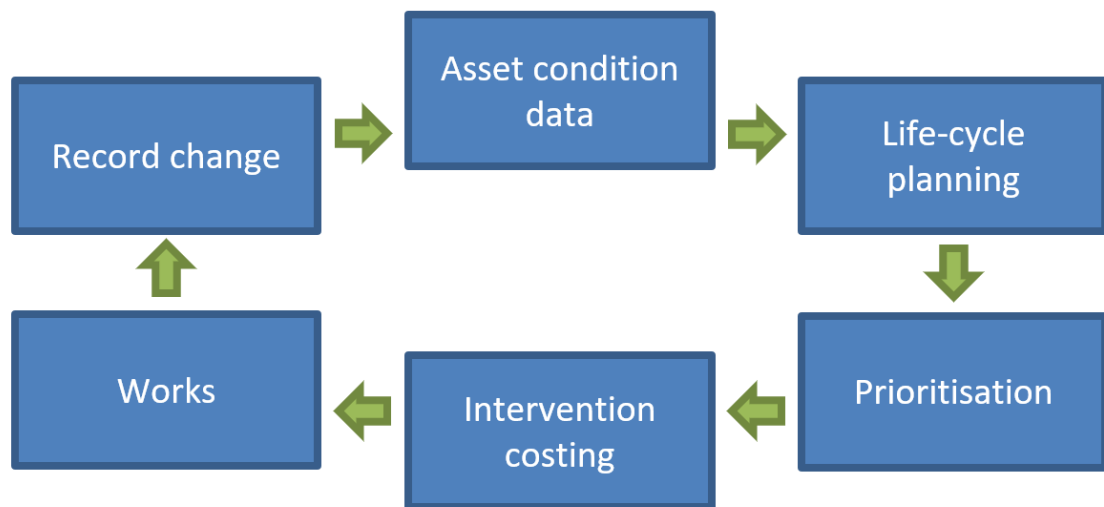 Asset condition
data
Record change
Life-cycle
planning
Works
Intervention
costing
Prioritisation